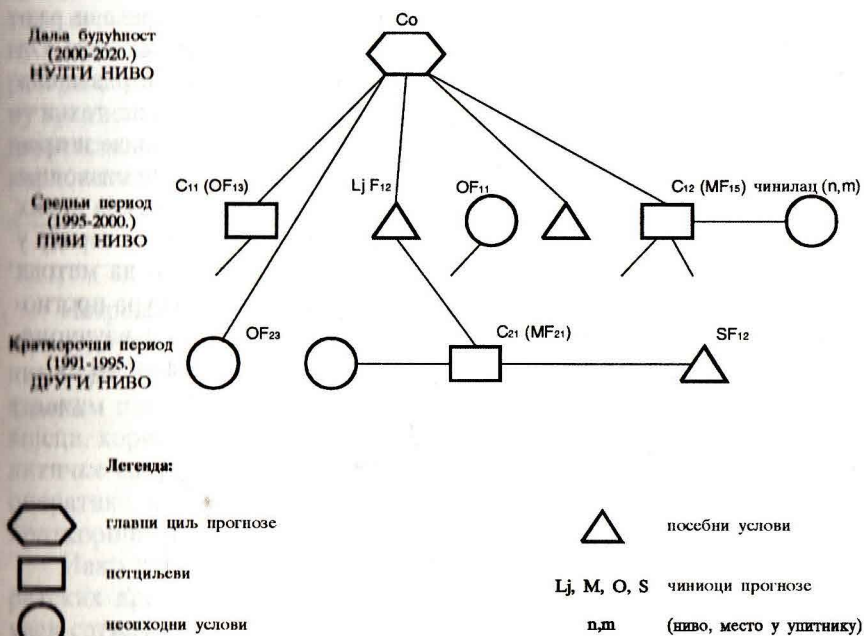 Co
Даља будућност
(2000-2020.)
НУЛТИ НИВО
C11 (OF13)
Lj F12
OF11
C12 (MF15) чинилац (n,m)
Средњи период
(1995-2000.)
ПРВИ НИВО
OF23
C21 (MF21)
SF12
Краткорочни период
(1991-1995.)
ДРУГИ НИВО
Легенда:
главни циљ прогнозе
посебни услови
потциљеви
Lj, M, O, S чиниоци прогнозе
неопходни услови
n,m (ниво, место у упитнику)